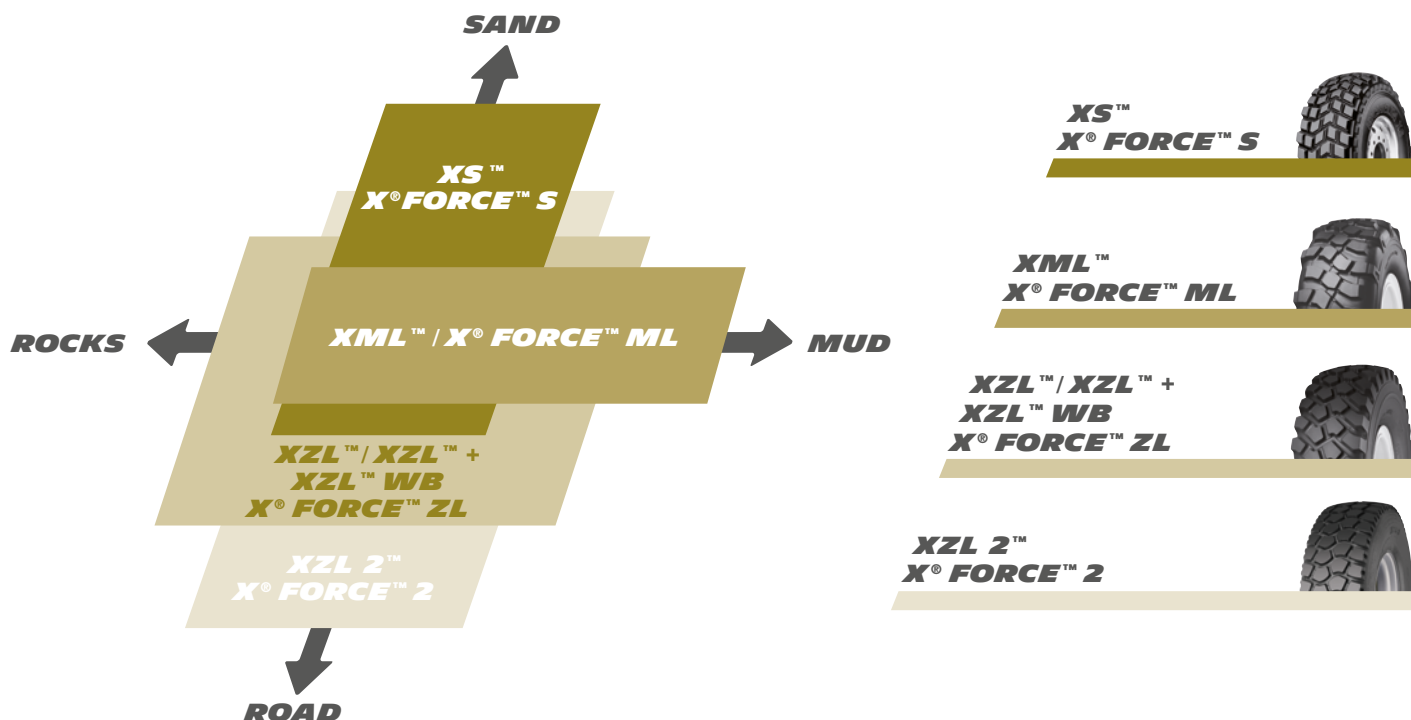 SAND
XS™
X® FORCE™ S
ROCKS
XML™ / X® FORCE™ ML
MUD
XZL™/ XZL™ +
XZL™ WB
X® FORCE™ ZL
XZL 2™
X® FORCE™ 2
ROAD
XS™
X® FORCE™ S
XML™
X® FORCE™ ML
XZL™/ XZL™ +
XZL™ WB
X® FORCE™ ZL
XZL 2™
X® FORCE™ 2